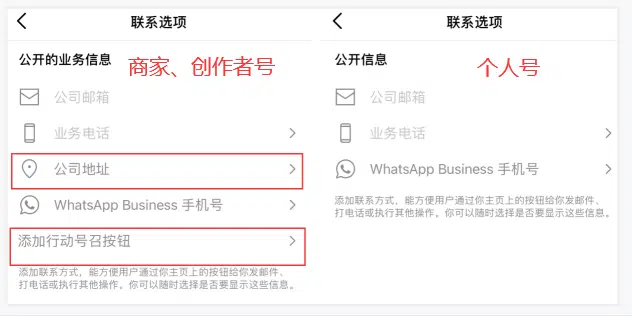 联系选项
公开的业务信息
商家、创作者号
公司邮箱
业务电话
公司地址
WhatsApp Business 手机号
添加行动号召按钮
添加联系方式，能方便用户通过你主页上的按钮给你发邮件、
打电话或执行其他操作。你可以随时选择是否要显示这些信息。
联系选项
公开信息
个人号
公司邮箱
业务电话
WhatsApp Business 手机号
添加联系方式，能方便用户通过你主页上的按钮给你发邮件、
打电话或执行其他操作。你可以随时选择是否要显示这些信息。